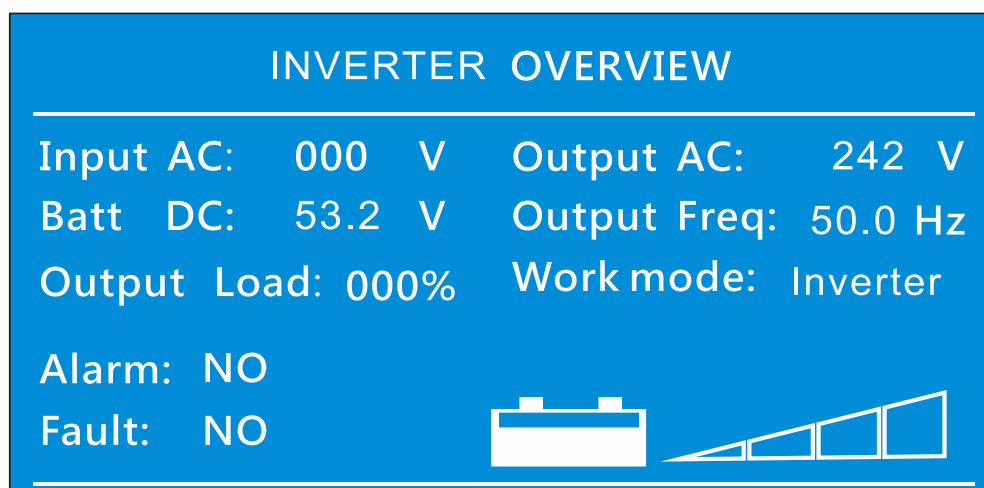 INVERTER OVERVIEW
Input AC: 000 V Output AC: 242 V
Batt DC: 53.2 V Output Freq: 50.0 Hz
Output Load: 000% Work mode: Inverter
Alarm: NO
Fault: NO